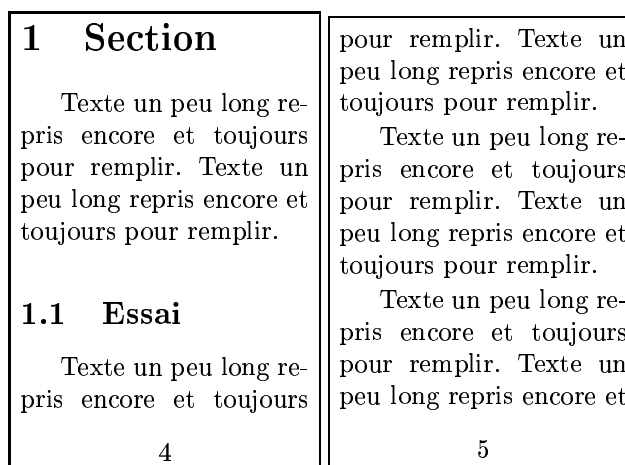 1 Section
Texte un peu long re-
pris encore et toujours
pour remplir. Texte un
peu long repris encore et
toujours pour remplir.
1.1 Essai
Texte un peu long re-
pris encore et toujours
4
pour remplir. Texte un
peu long repris encore et
toujours pour remplir.
Texte un peu long re-
pris encore et toujours
pour remplir. Texte un
peu long repris encore et
toujours pour remplir.
Texte un peu long re-
pris encore et toujours
pour remplir. Texte un
peu long repris encore et
5